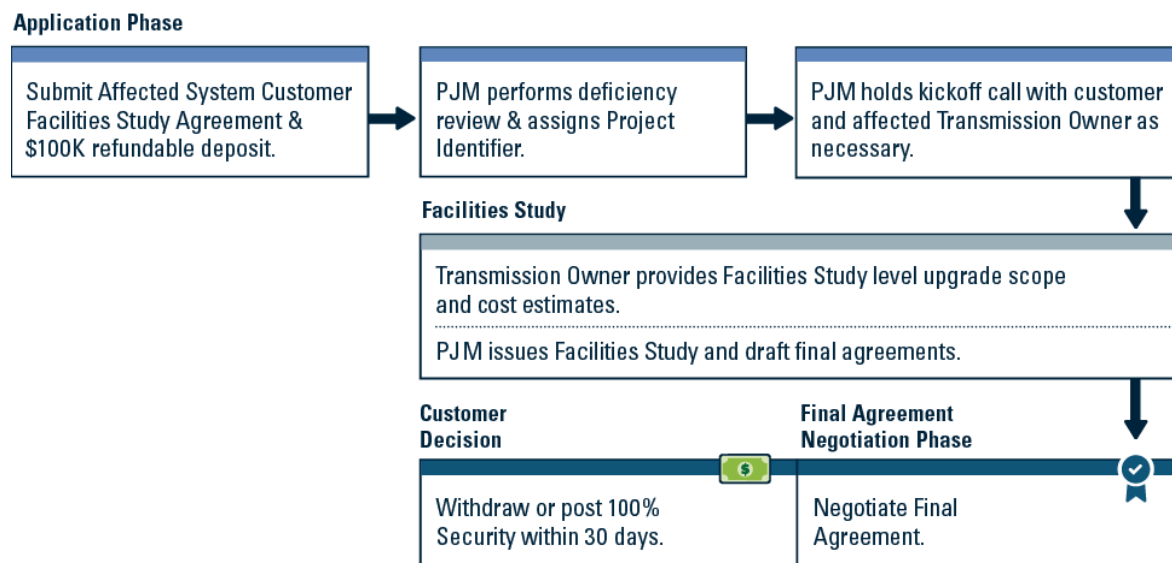 Application Phase
Submit Affected System Customer
Facilities Study Agreement &
$100K refundable deposit.
PJM performs deficiency
review & assigns Project
Identifier.
PJM holds kickoff call with customer
and affected Transmission Owner as
necessary.
Facilities Study
Transmission Owner provides Facilities Study level upgrade scope
and cost estimates.
PJM issues Facilities Study and draft final agreements.
Customer
Decision
$
Withdraw or post 100%
Security within 30 days.
Final Agreement
Negotiation Phase
Negotiate Final
Agreement.